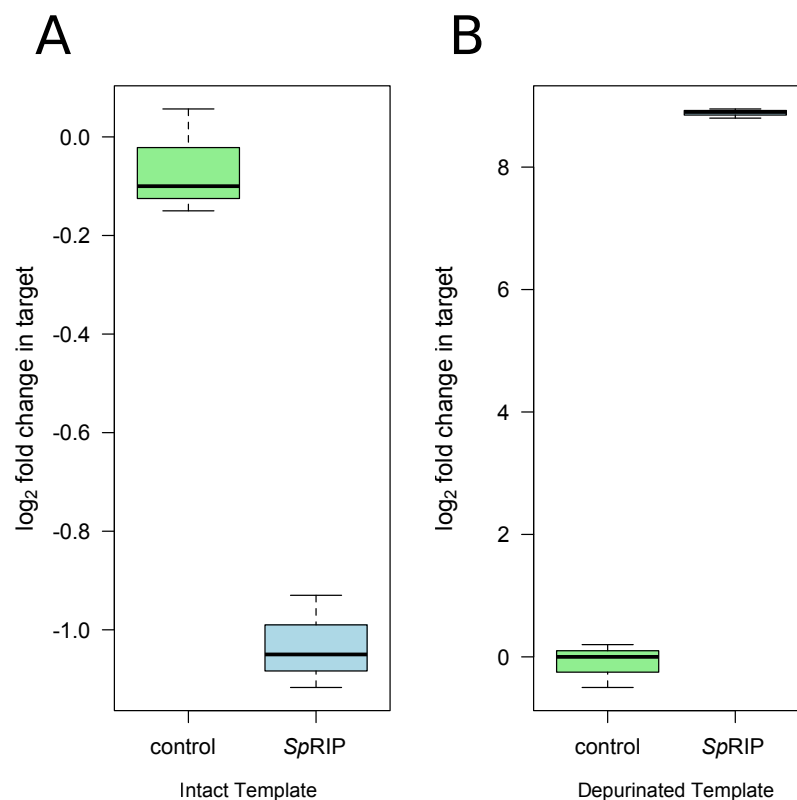 A
log2 fold change in target
0.0
-0.2
-0.4
-0.6
-0.8
-1.0
control SpRIP
Intact Template
B
log2 fold change in target
8
6
4
2
0
control SpRIP
Depurinated Template